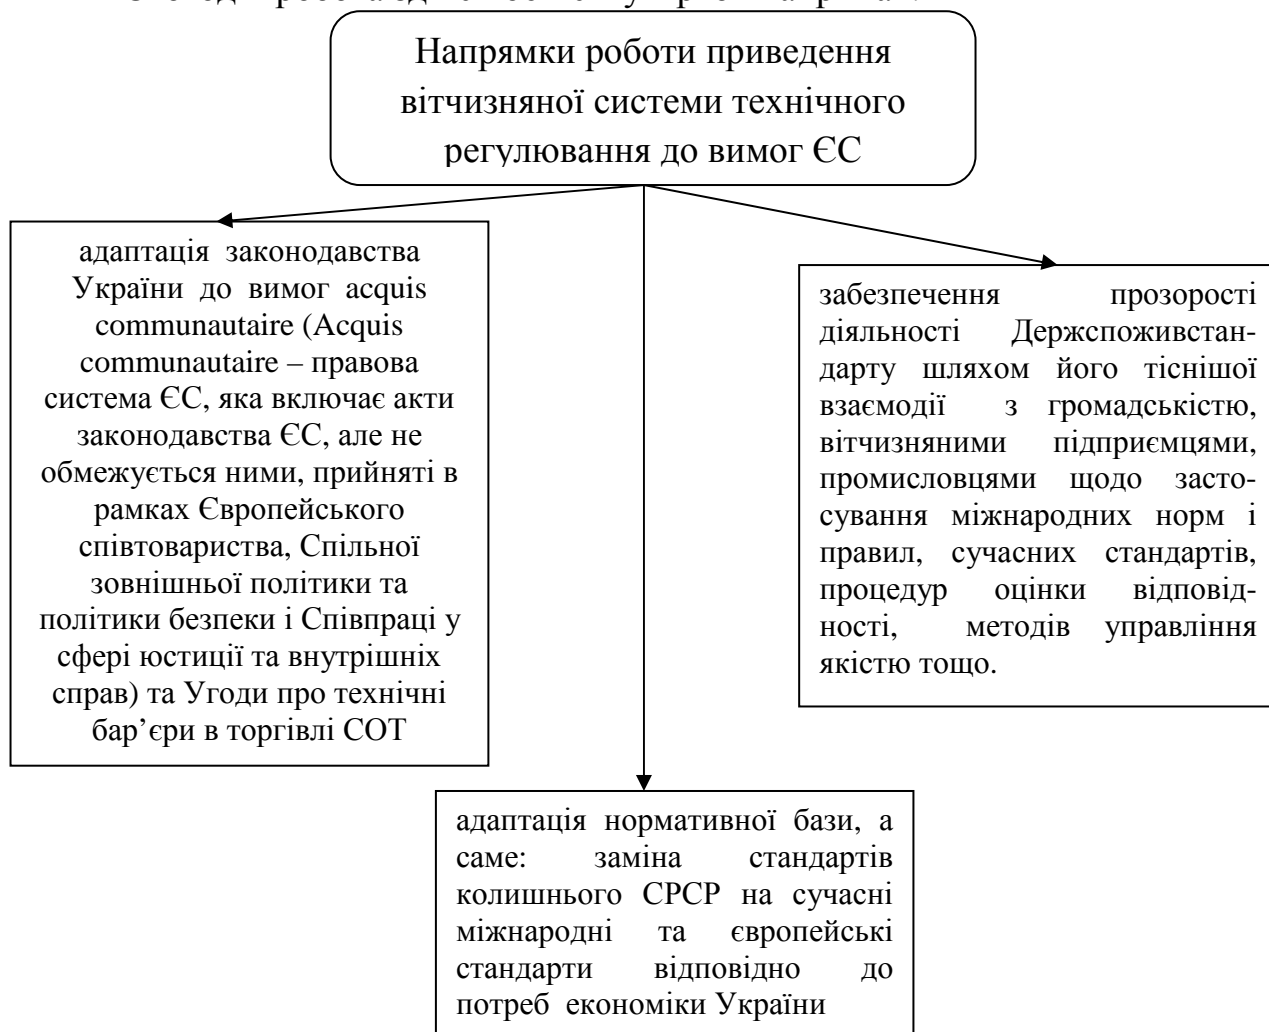 Напрямки роботи приведення
вітчизняної системи технічного
регулювання до вимог ЄС
адаптація законодавства
України до вимог acquis
communautaire (Acquis
communautaire – правова
система ЄС, яка включає акти
законодавства ЄС, але не
обмежується ними, прийняті в
рамках Європейського
співтовариства, Спільної
зовнішньої політики та
політики безпеки і Співпраці у
сфері юстиції та внутрішніх
справ) та Угоди про технічні
бар’єри в торгівлі СОТ
забезпечення прозорості
діяльності Держспоживстан-
дарту шляхом його тіснішої
взаємодії з громадськістю,
вітчизняними підприємцями,
промисловцями щодо засто-
сування міжнародних норм і
правил, сучасних стандартів,
процедур оцінки відповід-
ності, методів управління
якістю тощо.
адаптація нормативної бази, а
саме: заміна стандартів
колишнього СРСР на сучасні
міжнародні та європейські
стандарти відповідно до
потреб економіки України